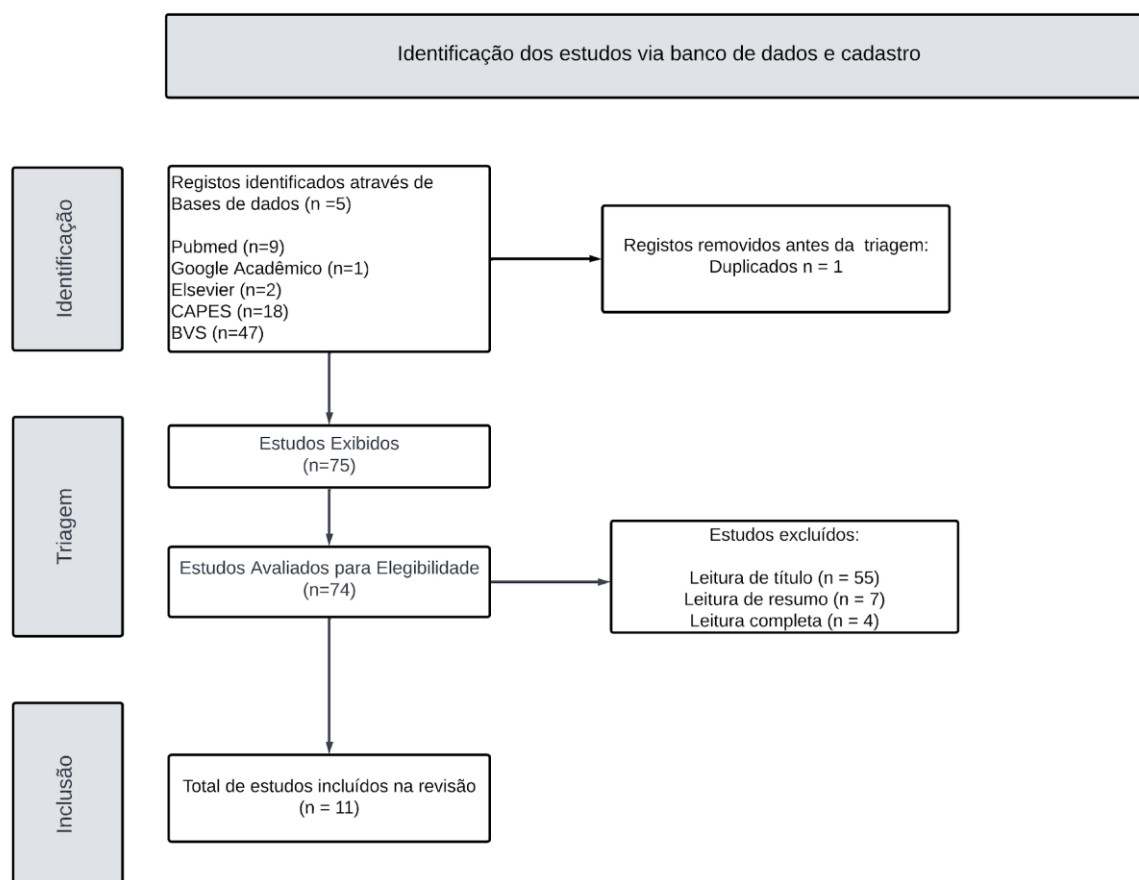 Identificação dos estudos via banco de dados e cadastro
Identificação
Registos identificados através de
Bases de dados (n =5)
Pubmed (n=9)
Google Acadêmico (n=1)
Elsevier (n=2)
CAPES (n=18)
BVS (n=47)
Registos removidos antes da triagem:
Duplicados n = 1
Triagem
Estudos Exibidos
(n=75)
Estudos Avaliados para Elegibilidade
(n=74)
Estudos excluídos:
Leitura de título (n = 55)
Leitura de resumo (n = 7)
Leitura completa (n = 4)
Inclusão
Total de estudos incluídos na revisão
(n = 11)